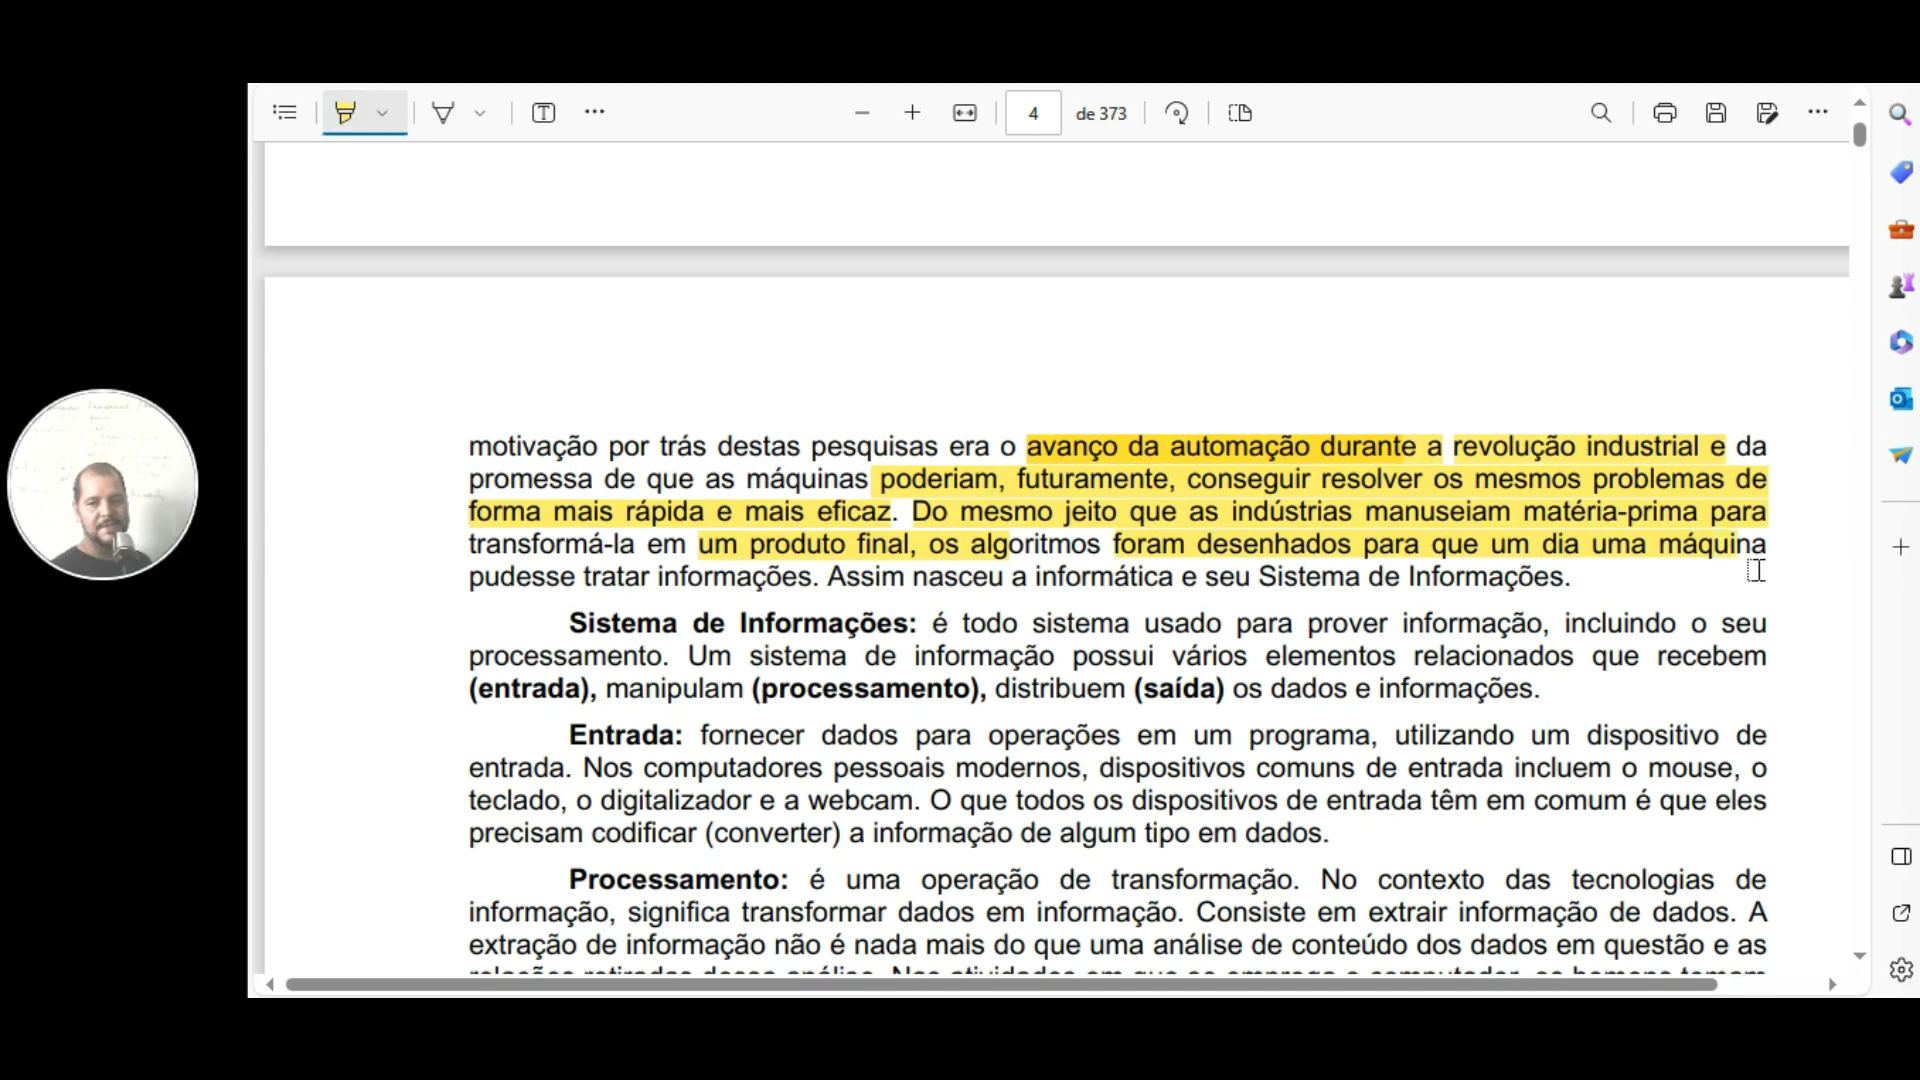 4 de 373
motivação por trás destas pesquisas era o avanço da automação durante a revolução industrial e da
promessa de que as máquinas poderiam, futuramente, conseguir resolver os mesmos problemas de
forma mais rápida e mais eficaz. Do mesmo jeito que as indústrias manuseiam matéria-prima para
transformá-la em um produto final, os algoritmos foram desenhados para que um dia uma máquina
pudesse tratar informações. Assim nasceu a informática e seu Sistema de Informações.
Sistema de Informações: é todo sistema usado para prover informação, incluindo o seu
processamento. Um sistema de informação possui vários elementos relacionados que recebem
(entrada), manipulam (processamento), distribuem (saída) os dados e informações.
Entrada: fornecer dados para operações em um programa, utilizando um dispositivo de
entrada. Nos computadores pessoais modernos, dispositivos comuns de entrada incluem o mouse, o
teclado, o digitalizador e a webcam. O que todos os dispositivos de entrada têm em comum é que eles
precisam codificar (converter) a informação de algum tipo em dados.
Processamento: é uma operação de transformação. No contexto das tecnologias de
informação, significa transformar dados em informação. Consiste em extrair informação de dados. A
extração de informação não é nada mais do que uma análise de conteúdo dos dados em questão e as